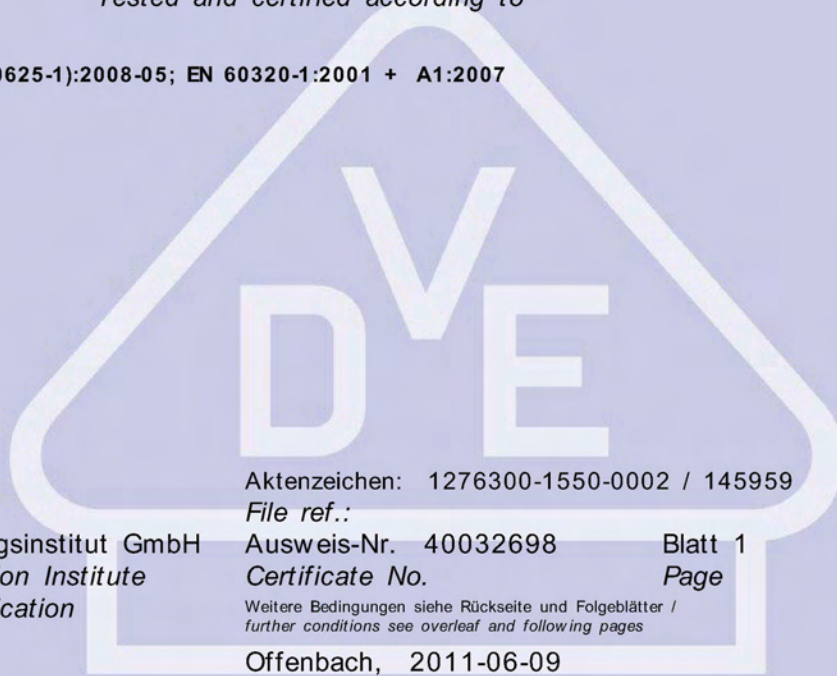 Tested and certified according to
0625-1):2008-05; EN 60320-1:2001 + A1:2007
VDE
Aktenzeichen: 1276300-1550-0002 / 145959
File ref.:
gsinstitut GmbH Ausweis-Nr. 40032698 Blatt 1
on Institute Certificate No. Page
cation Weitere Bedingungen siehe Rückseite und Folgeblätter /
further conditions see overleaf and following pages
Offenbach, 2011-06-09